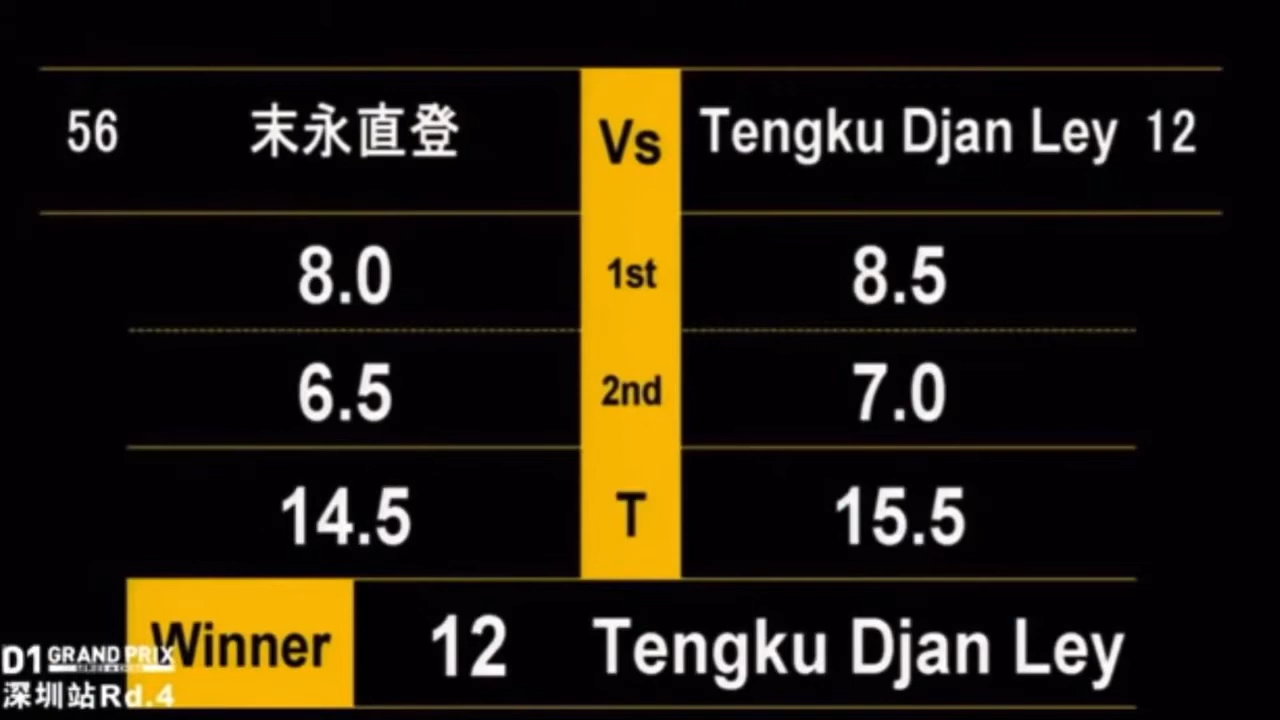 56 末永直登 Vs Tengku Djan Ley 12
8.0 1st 8.5
6.5 2nd 7.0
14.5 T 15.5
Winner 12 Tengku Djan Ley
D1 GRAND PRIX
深圳站Rd.4